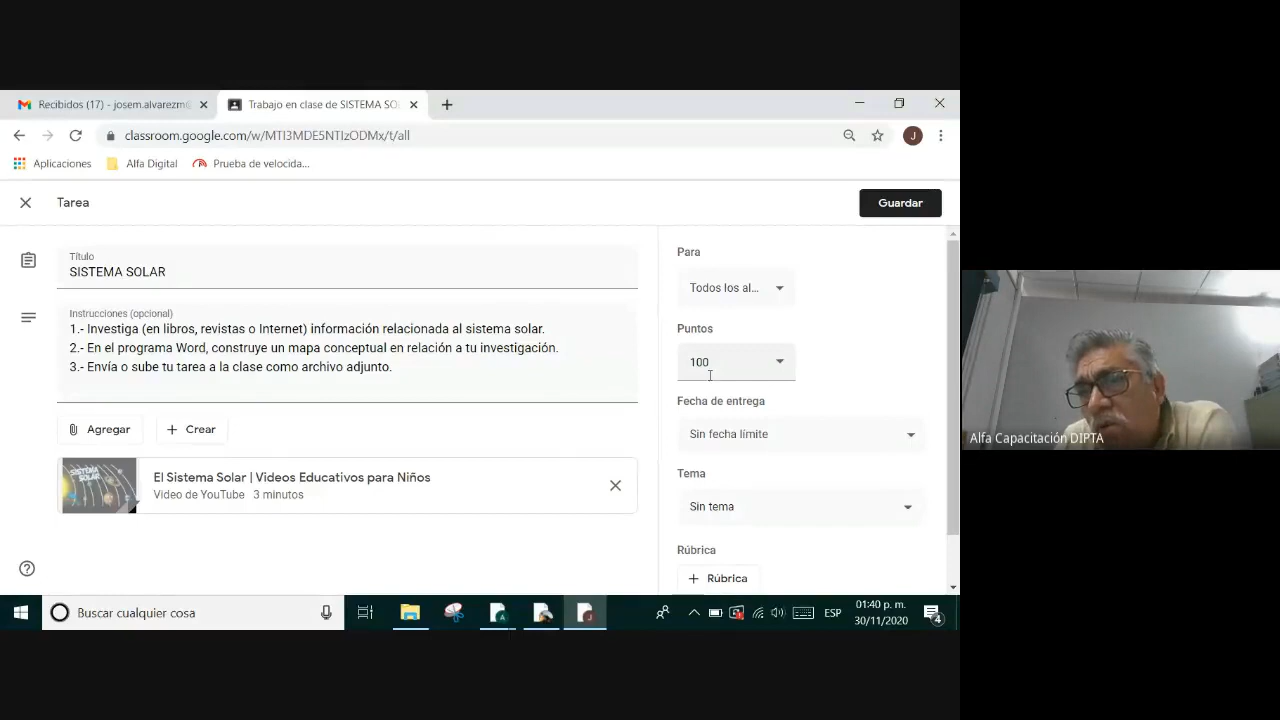 Recibidos (17) - josem.alvarezm@
Trabajo en clase de SISTEMA SO
classroom.google.com/w/MTI3MDE5NTIzODMx/t/all
J
Aplicaciones
Alfa Digital
Prueba de velocida...
Tarea
Guardar
Título
SISTEMA SOLAR
Instrucciones (opcional)
1.- Investiga (en libros, revistas o Internet) información relacionada al sistema solar.
2.- En el programa Word, construye un mapa conceptual en relación a tu investigación.
3.- Envía o sube tu tarea a la clase como archivo adjunto.
Agregar
Crear
SISTEMA SOLAR
El Sistema Solar | Videos Educativos para Niños
Video de YouTube 3 minutos
Para
Todos los al...
Puntos
100
Fecha de entrega
Sin fecha límite
Tema
Sin tema
Rúbrica
Rúbrica
Alfa Capacitación DIPTA
Buscar cualquier cosa
ESP
01:40 p. m.
30/11/2020
4